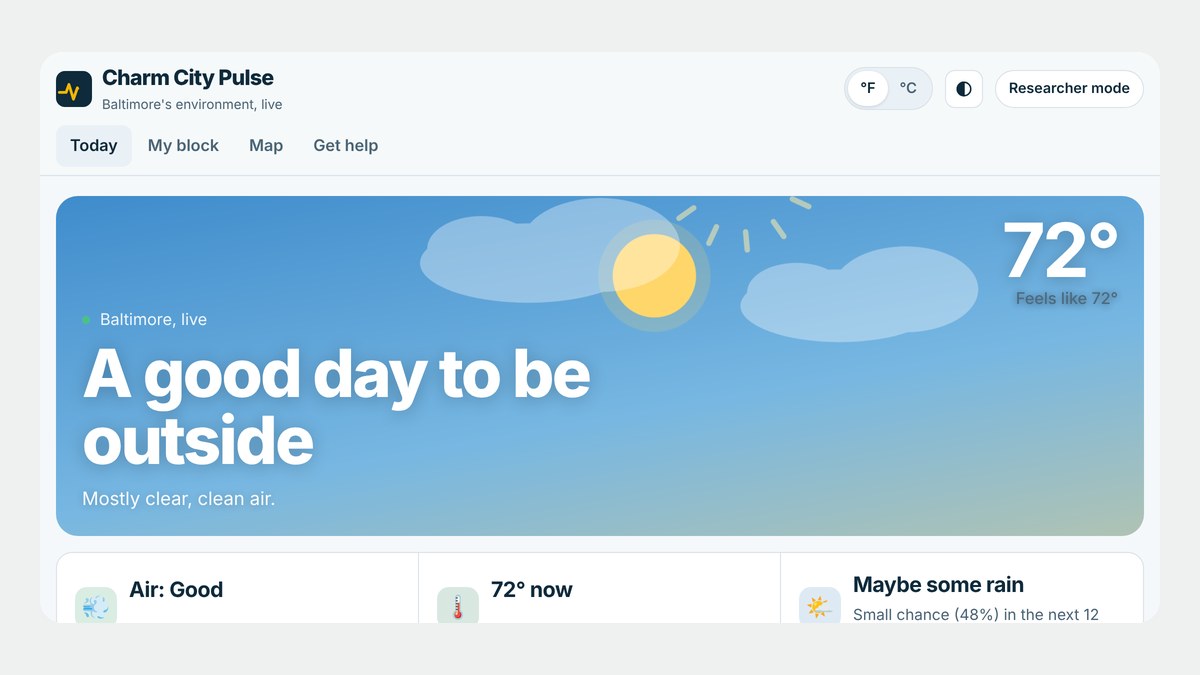 Charm City Pulse
Baltimore's environment, live
°F
°C
Researcher mode
Today
My block
Map
Get help
72°
Feels like 72°
Baltimore, live
A good day to be
outside
Mostly clear, clean air.
Air: Good
72° now
Maybe some rain
Small chance (48%) in the next 12